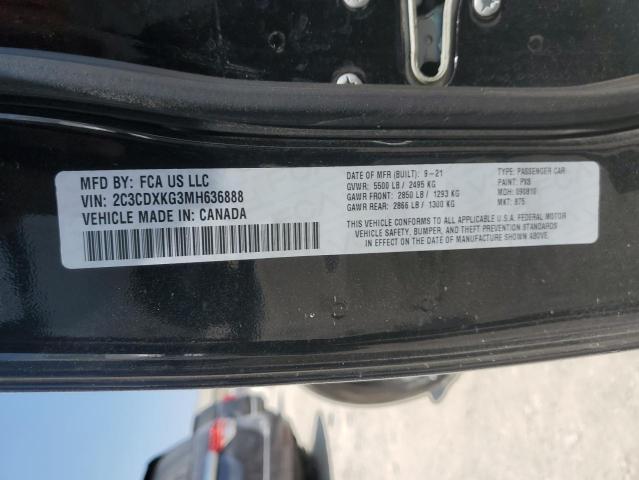 MFD BY: FCA US LLC
VIN: 2C3CDXKG3MH636888
VEHICLE MADE IN: CANADA
DATE OF MFR (BUILT): 9-21
GVWR: 5500 LB / 2495 KG
GAWR FRONT: 2850 LB / 1293 KG
GAWR REAR: 2866 LB / 1300 KG
TYPE: PASSENGER CAR
PAINT: PX8
MDH: 090810
MKT: 875
THIS VEHICLE CONFORMS TO ALL APPLICABLE U.S.A. FEDERAL MOTOR
VEHICLE SAFETY, BUMPER, AND THEFT PREVENTION STANDARDS
IN EFFECT ON THE DATE OF MANUFACTURE SHOWN ABOVE.